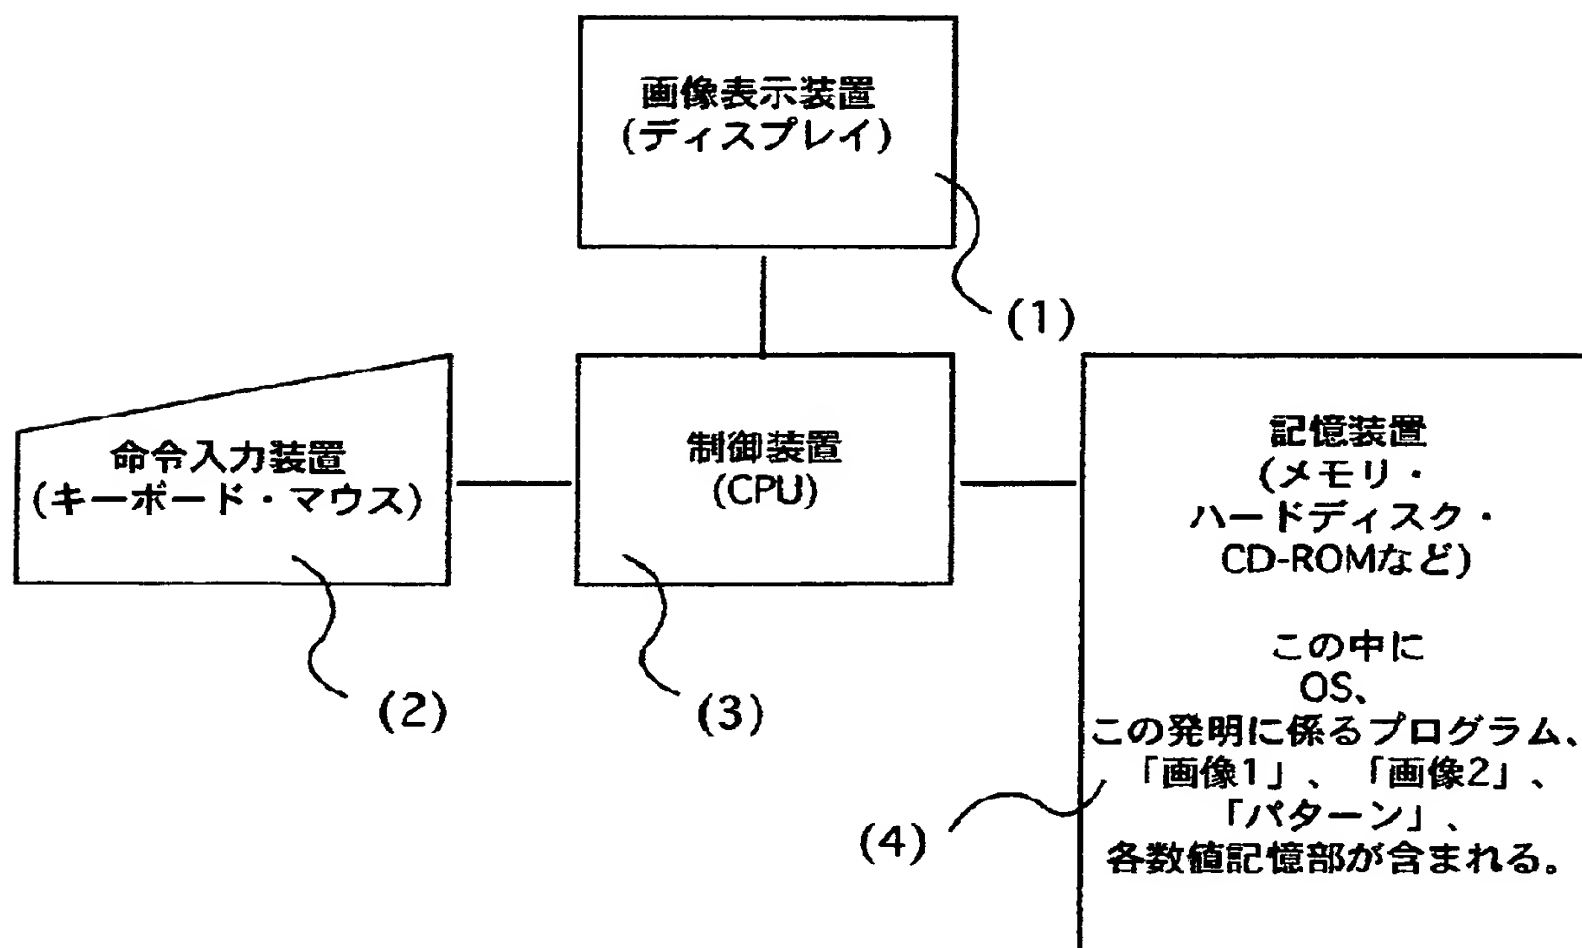 画像表示装置
(ディスプレイ)
(1)
命令入力装置
(キーボード・マウス)
(2)
制御装置
(CPU)
(3)
記憶装置
(メモリ・
ハードディスク・
CD-ROMなど)
この中に
OS、
この発明に係るプログラム、
「画像1」、「画像2」、
「パターン」、
各数値記憶部が含まれる。
(4)